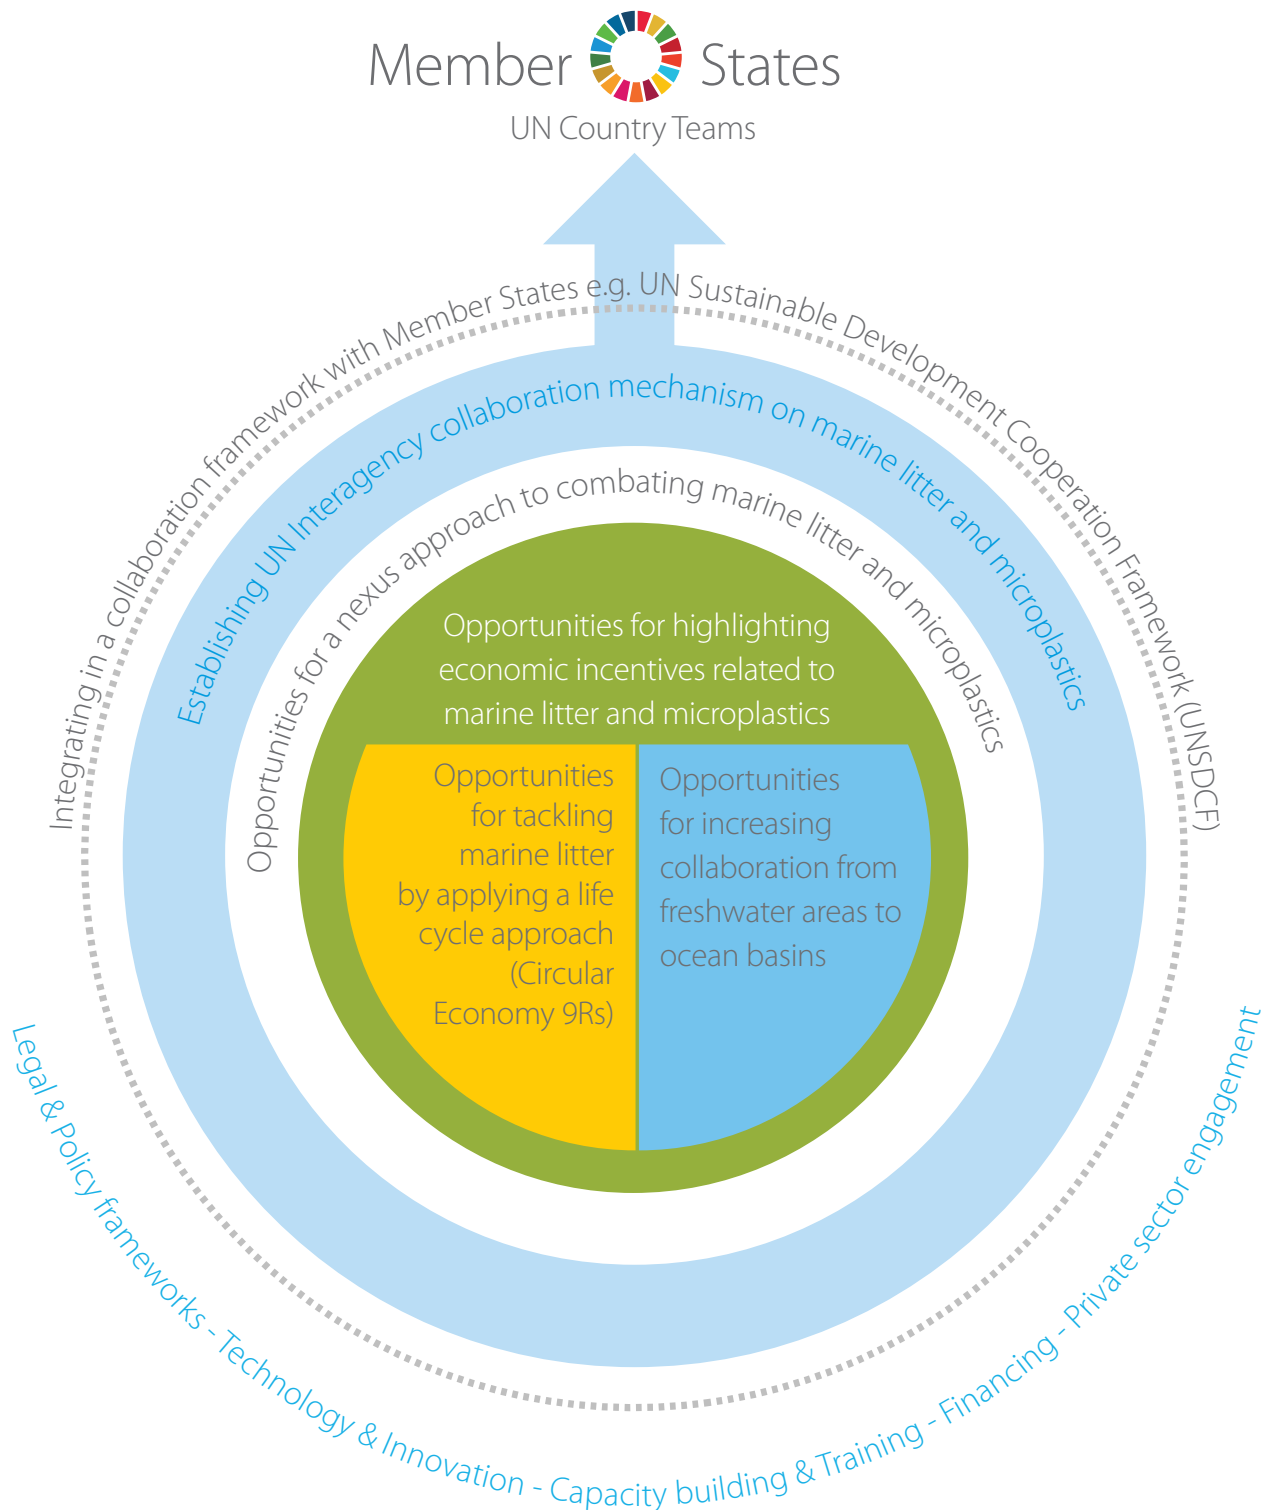 Member States
UN Country Teams
Integrating in a collaboration framework with Member States e.g. UN Sustainable Development Cooperation Framework (UNSDCF)
Establishing UN Interagency collaboration mechanism on marine litter and microplastics
Opportunities for a nexus approach to combating marine litter and microplastics
Opportunities for highlighting
economic incentives related to
marine litter and microplastics
Opportunities
for tackling
marine litter
by applying a life
cycle approach
(Circular
Economy 9Rs)
Opportunities
for increasing
collaboration from
freshwater areas to
ocean basins
Legal & Policy frameworks - Technology & Innovation - Capacity building & Training - Financing - Private sector engagement